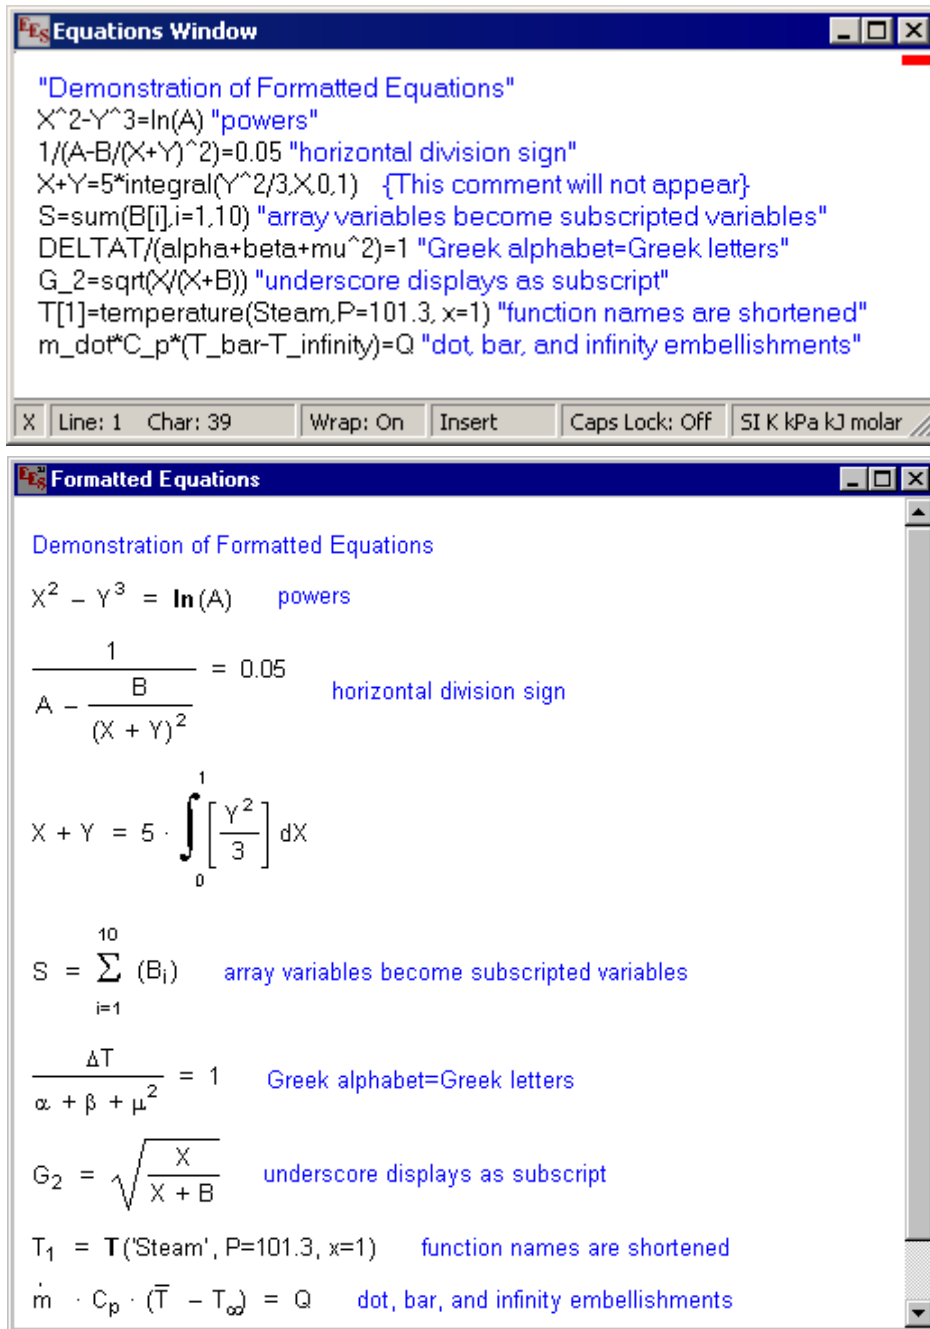 EES Equations Window
"Demonstration of Formatted Equations"
X^2-Y^3=ln(A) "powers"
1/(A-B/(X+Y)^2)=0.05 "horizontal division sign"
X+Y=5*integral(Y^2/3,X,0,1) {This comment will not appear}
S=sum(B[i],i=1,10) "array variables become subscripted variables"
DELTAT/(alpha+beta+mu^2)=1 "Greek alphabet=Greek letters"
G_2=sqrt(X/(X+B)) "underscore displays as subscript"
T[1]=temperature(Steam,P=101.3, x=1) "function names are shortened"
m_dot*C_p*(T_bar-T_infinity)=Q "dot, bar, and infinity embellishments"
X Line: 1 Char: 39 Wrap: On Insert Caps Lock: Off SI K kPa kJ molar
EES Formatted Equations
Demonstration of Formatted Equations
X² − Y³ = ln(A) powers
1
A − B = 0.05 horizontal division sign
(X + Y)²
1
X + Y = 5 · ∫ [Y²/3] dX
0
10
S = Σ (Bᵢ) array variables become subscripted variables
i=1
ΔT
= 1 Greek alphabet=Greek letters
α + β + μ²
G₂ = √(X/(X + B)) underscore displays as subscript
T₁ = T('Steam', P=101.3, x=1) function names are shortened
ṁ · Cₚ · (T̅ − T∞) = Q dot, bar, and infinity embellishments